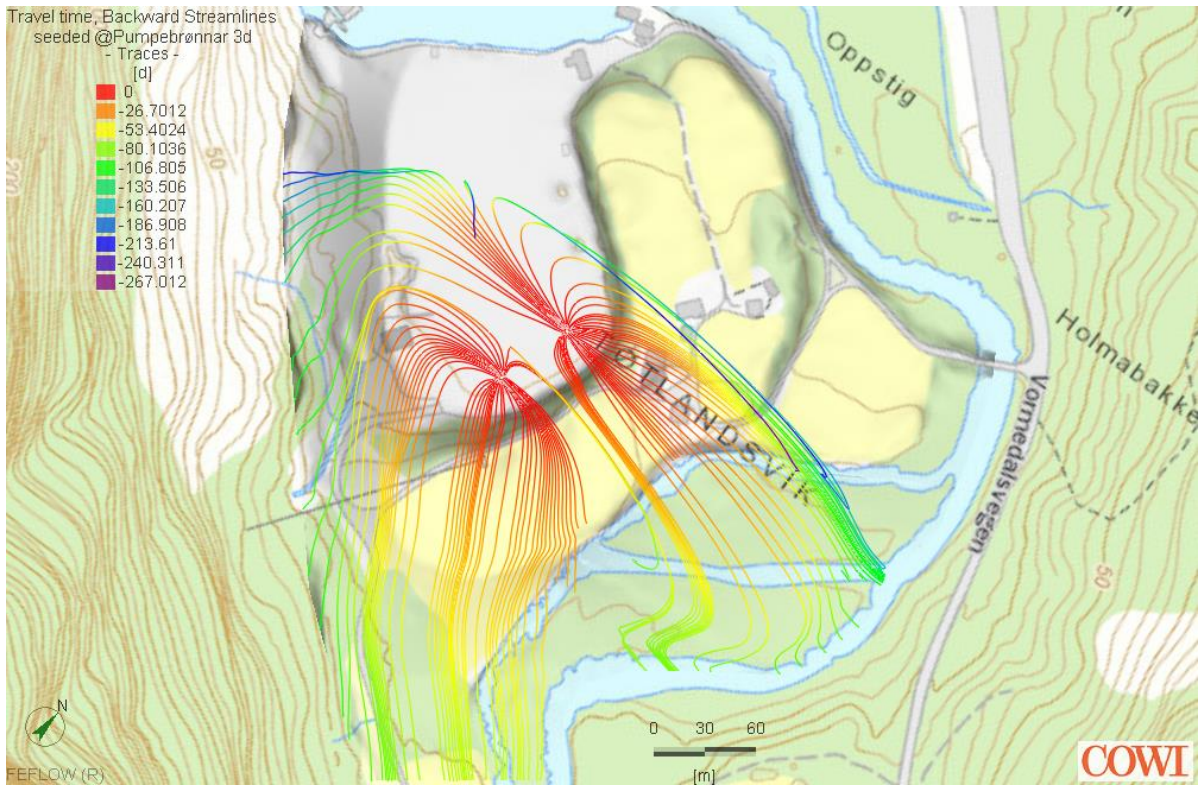 Travel time, Backward Streamlines
seeded @Pumpebrønnar 3d
- Traces -
[d]
0
-26.7012
-53.4024
-80.1036
-106.805
-133.506
-160.207
-186.908
-213.61
-240.311
-267.012
50
200
Oppstig
Holmabakke
TOTLANDSVIK
Vormedalsvegen
50
N
0 30 60
[m]
FEFLOW (R)
COWI